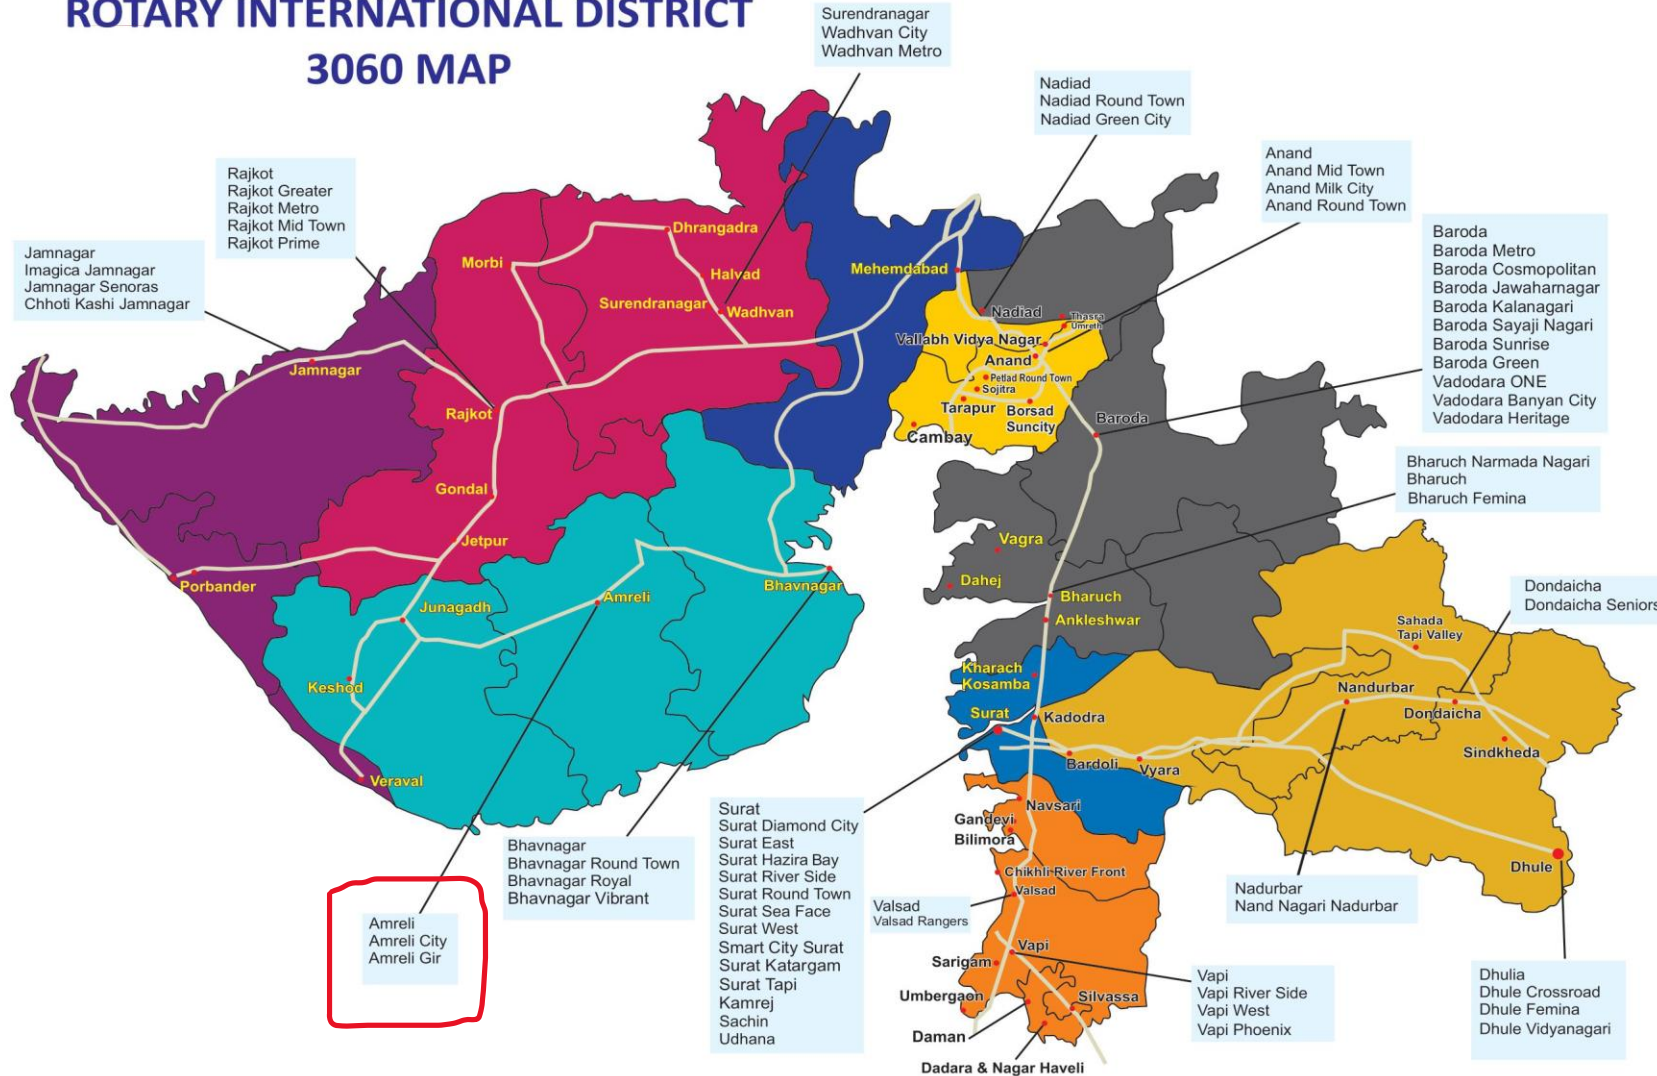 ROTARY INTERNATIONAL DISTRICT
3060 MAP
Surendranagar
Wadhvan City
Wadhvan Metro
Nadiad
Nadiad Round Town
Nadiad Green City
Anand
Anand Mid Town
Anand Milk City
Anand Round Town
Rajkot
Rajkot Greater
Rajkot Metro
Rajkot Mid Town
Rajkot Prime
Jamnagar
Imagica Jamnagar
Jamnagar Senoras
Chhoti Kashi Jamnagar
Baroda
Baroda Metro
Baroda Cosmopolitan
Baroda Jawaharnagar
Baroda Kalanagari
Baroda Sayaji Nagari
Baroda Sunrise
Baroda Green
Vadodara ONE
Vadodara Banyan City
Vadodara Heritage
Dhrangadra
Morbi
Halvad
Surendranagar
Wadhvan
Mehemdabad
Nadiad
Thasra
Umreth
Vallabh Vidya Nagar
Anand
Petlad Round Town
Sojitra
Tarapur
Borsad
Suncity
Cambay
Baroda
Jamnagar
Rajkot
Gondal
Jetpur
Porbander
Junagadh
Amreli
Bhavnagar
Keshod
Veraval
Bharuch Narmada Nagari
Bharuch
Bharuch Femina
Vagra
Dahej
Bharuch
Ankleshwar
Dondaicha
Dondaicha Seniors
Sahada
Tapi Valley
Kharach
Kosamba
Surat
Kadodra
Nandurbar
Dondaicha
Sindkheda
Bardoli
Vyara
Navsari
Gandevi
Bilimora
Chikhli River Front
Valsad
Dhule
Surat
Surat Diamond City
Surat East
Surat Hazira Bay
Surat River Side
Surat Round Town
Surat Sea Face
Surat West
Smart City Surat
Surat Katargam
Surat Tapi
Kamrej
Sachin
Udhana
Bhavnagar
Bhavnagar Round Town
Bhavnagar Royal
Bhavnagar Vibrant
Amreli
Amreli City
Amreli Gir
Valsad
Valsad Rangers
Nadurbar
Nand Nagari Nadurbar
Vapi
Sarigam
Umbergaon
Silvassa
Daman
Dadara & Nagar Haveli
Vapi
Vapi River Side
Vapi West
Vapi Phoenix
Dhulia
Dhule Crossroad
Dhule Femina
Dhule Vidyanagari